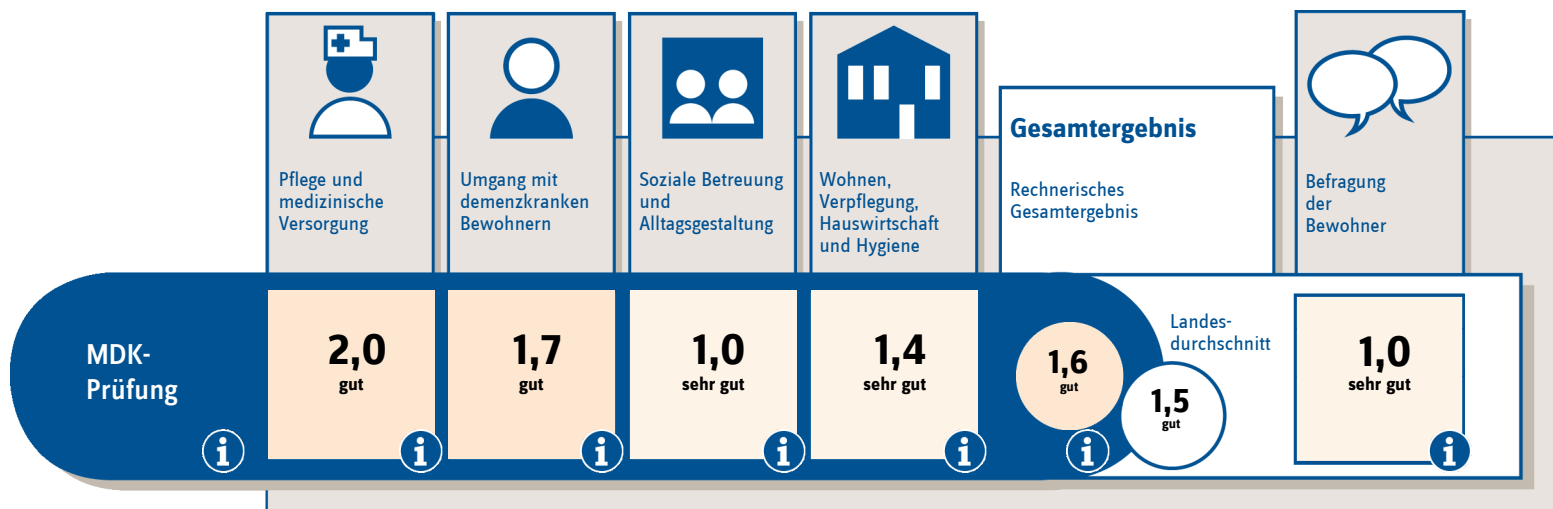 Pflege und
medizinische
Versorgung
Umgang mit
demenzkranken
Bewohnern
Soziale Betreuung
und
Alltagsgestaltung
Wohnen,
Verpflegung,
Hauswirtschaft
und Hygiene
Gesamtergebnis
Rechnerisches
Gesamtergebnis
Befragung
der
Bewohner
MDK-
Prüfung
i
2,0
gut
i
1,7
gut
i
1,0
sehr gut
i
1,4
sehr gut
i
1,6
gut
i
Landes-
durchschnitt
1,5
gut
1,0
sehr gut
i